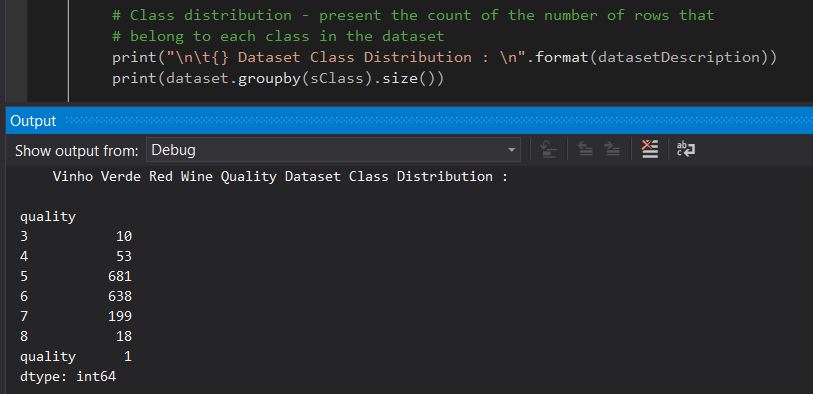 # Class distribution - present the count of the number of rows that
# belong to each class in the dataset
print("\n\t{} Dataset Class Distribution : \n".format(datasetDescription))
print(dataset.groupby(sClass).size())
Output
Show output from: Debug
Vinho Verde Red Wine Quality Dataset Class Distribution :
quality
3 10
4 53
5 681
6 638
7 199
8 18
quality 1
dtype: int64